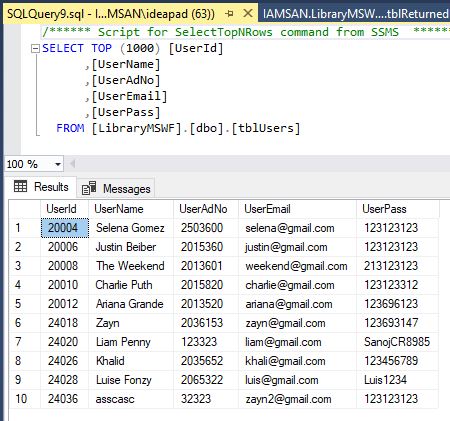 SQLQuery9.sql - I...MSAN\ideapad (63))* IAMSAN.LibraryMSW....tblReturned
/****** Script for SelectTopNRows command from SSMS ******
SELECT TOP (1000) [UserId]
,[UserName]
,[UserAdNo]
,[UserEmail]
,[UserPass]
FROM [LibraryMSWF].[dbo].[tblUsers]
100 %
Results Messages
UserId UserName UserAdNo UserEmail UserPass
1 20004 Selena Gomez 2503600 selena@gmail.com 123123123
2 20006 Justin Beiber 2015360 justin@gmail.com 123123123
3 20008 The Weekend 2013601 weekend@gmail.com 213123123
4 20010 Charlie Puth 2015820 charlie@gmail.com 123123312
5 20012 Ariana Grande 2013520 ariana@gmail.com 123696123
6 24018 Zayn 2036153 zayn@gmail.com 123693147
7 24020 Liam Penny 123323 liam@gmail.com SanojCR8985
8 24026 Khalid 2035652 khali@gmail.com 123456789
9 24028 Luise Fonzy 2065322 luis@gmail.com Luis1234
10 24036 asscasc 32323 zayn2@gmail.com 123123123